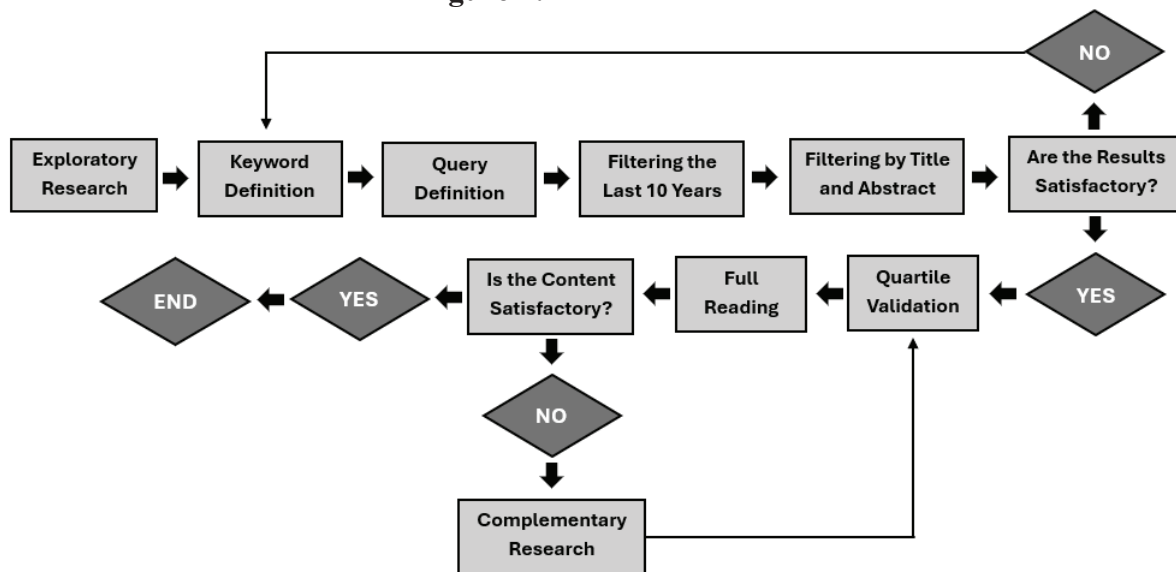 NO
Exploratory
Research
Keyword
Definition
Query
Definition
Filtering the
Last 10 Years
Filtering by Title
and Abstract
Are the Results
Satisfactory?
END
YES
Is the Content
Satisfactory?
Full
Reading
Quartile
Validation
YES
NO
Complementary
Research